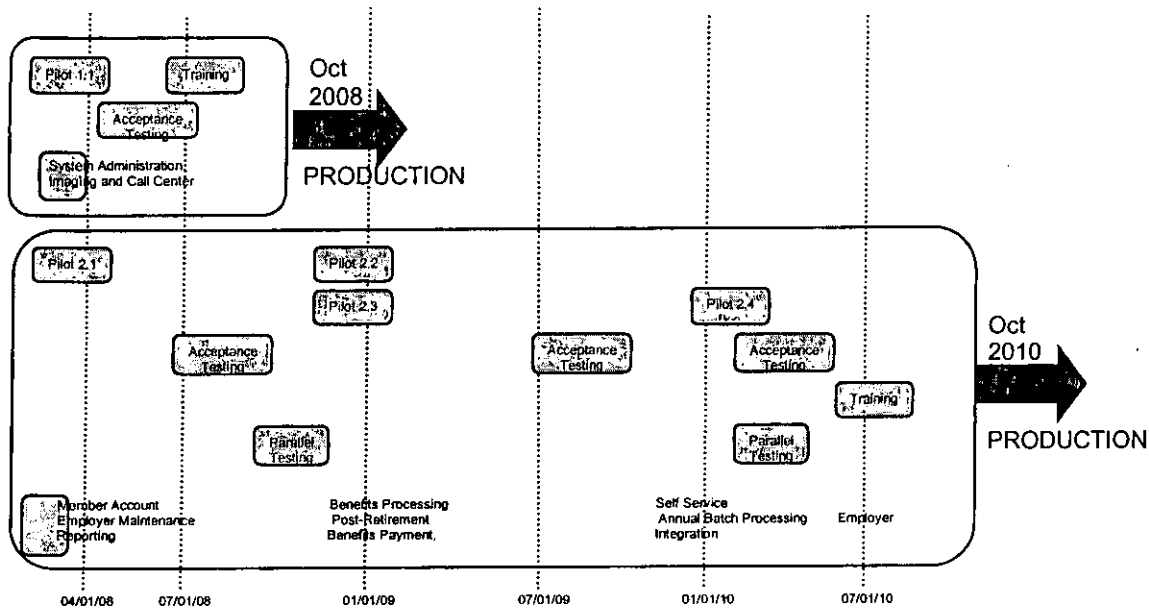 Pilot 1.1
Training
Acceptance
Testing
System Administration
Imaging and Call Center
Oct
2008
PRODUCTION
Pilot 2.1
Pilot 2.2
Pilot 2.3
Pilot 2.4
Acceptance
Testing
Acceptance
Testing
Acceptance
Testing
Training
Parallel
Testing
Parallel
Testing
Oct
2010
PRODUCTION
Member Account
Employer Maintenance
Reporting
Benefits Processing
Post-Retirement
Benefits Payment,
Self Service
Annual Batch Processing
Integration
Employer
04/01/08
07/01/08
01/01/09
07/01/09
01/01/10
07/01/10